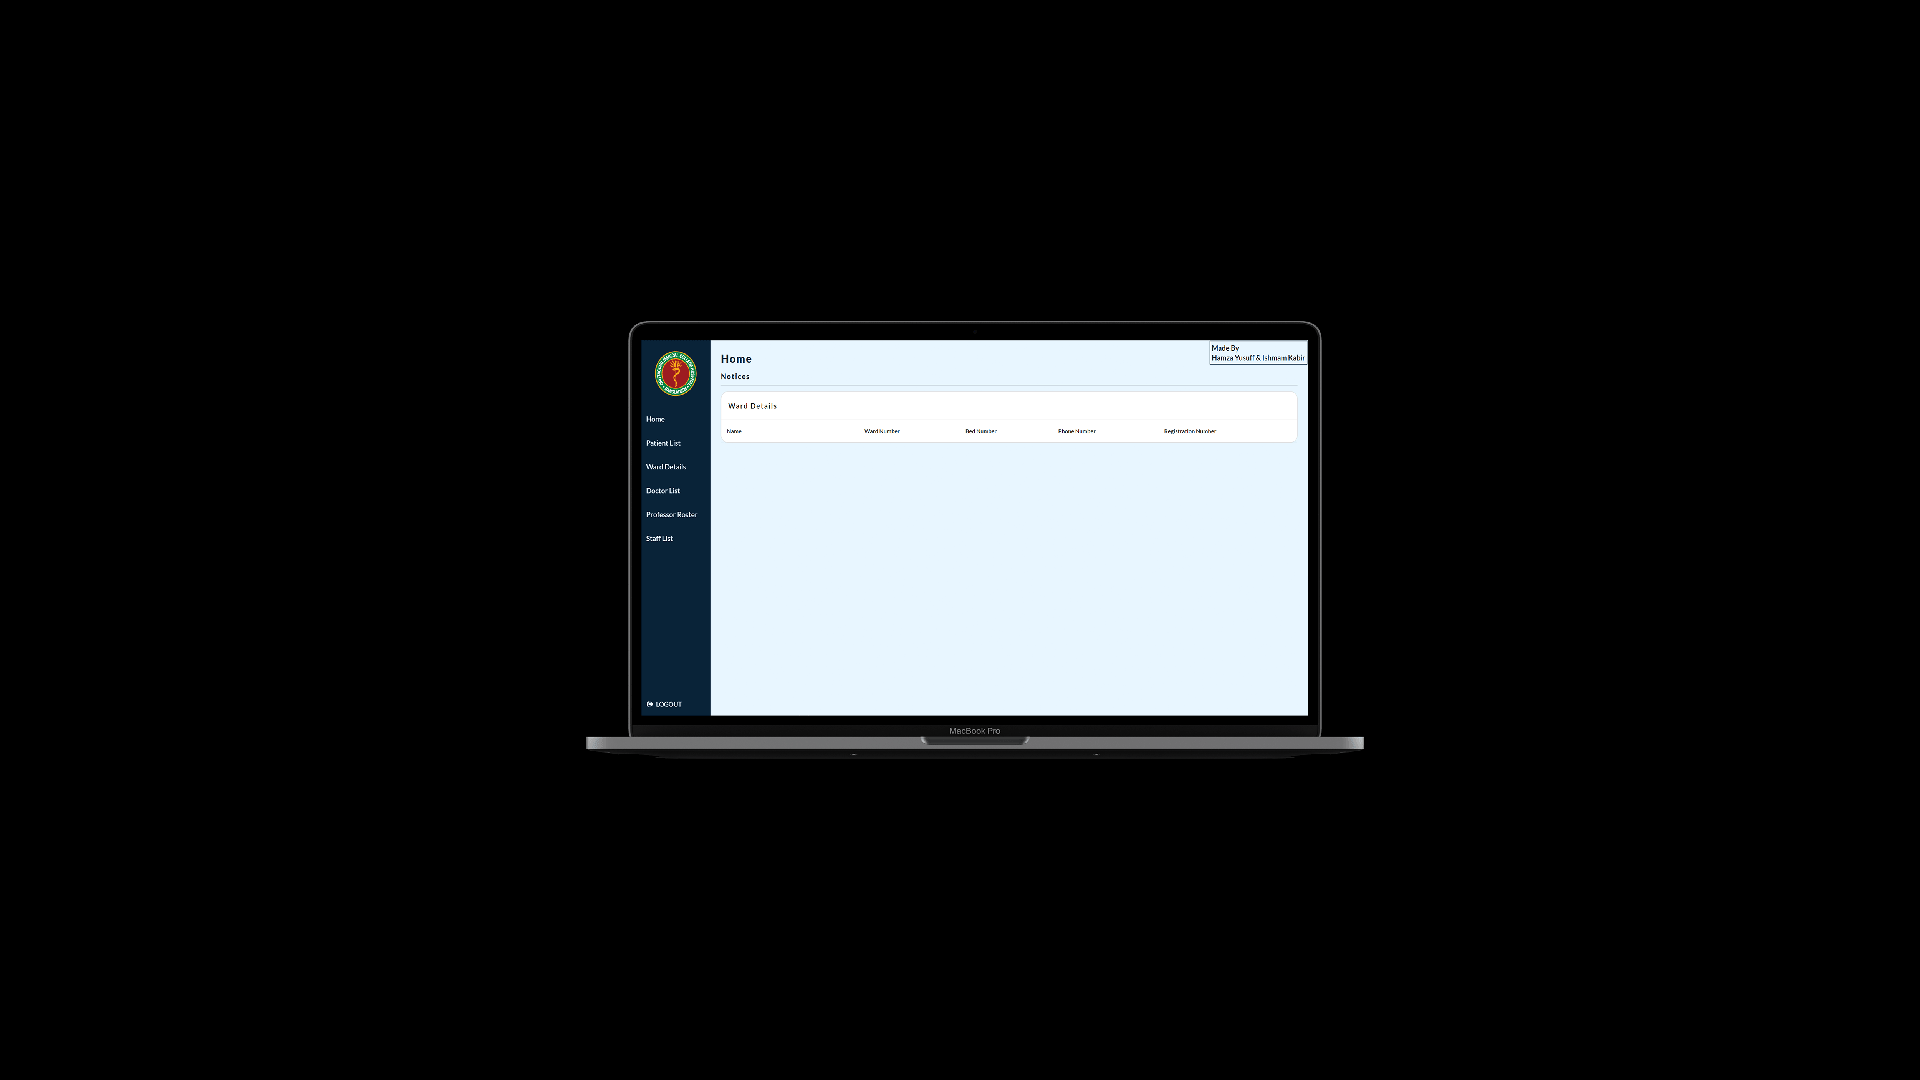 Home
Patient List
Ward Details
Doctor List
Professor Roster
Staff List
LOGOUT
Home
Notices
Made By
Hamza Yusuff & Ishmam Kabir
Ward Details
Name Ward Number Bed Number Phone Number Registration Number
MacBook Pro